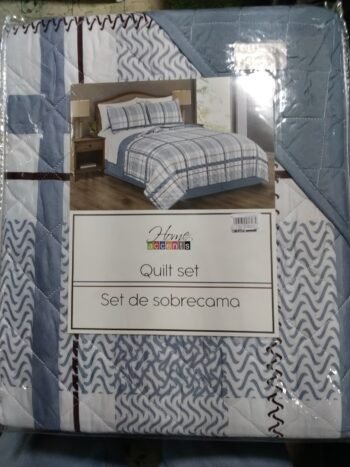 Home
accents
Quilt set
Set de sobrecama